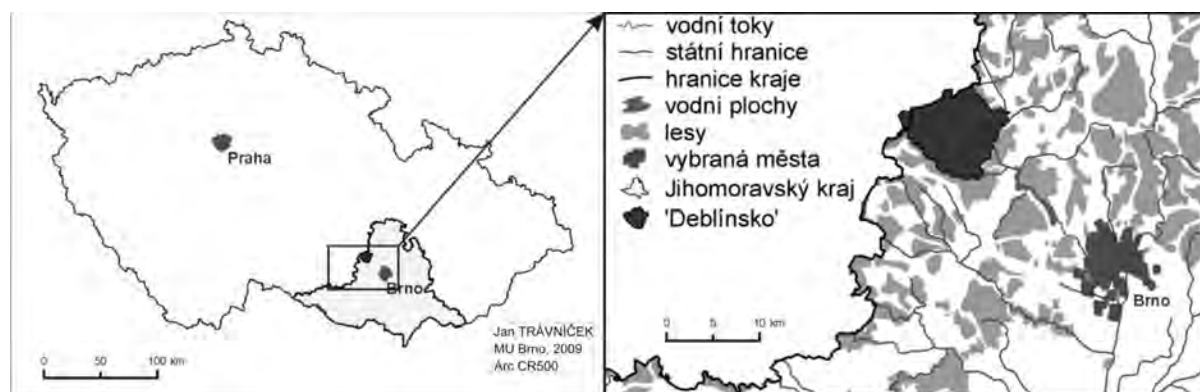 Praha
Brno
Jan TRÁVNÍČEK
MU Brno, 2009
Arc CR500
0 50 100 km
vodní toky
státní hranice
hranice kraje
vodní plochy
lesy
vybraná města
Jihomoravský kraj
'Deblínsko'
0 5 10 km
Brno